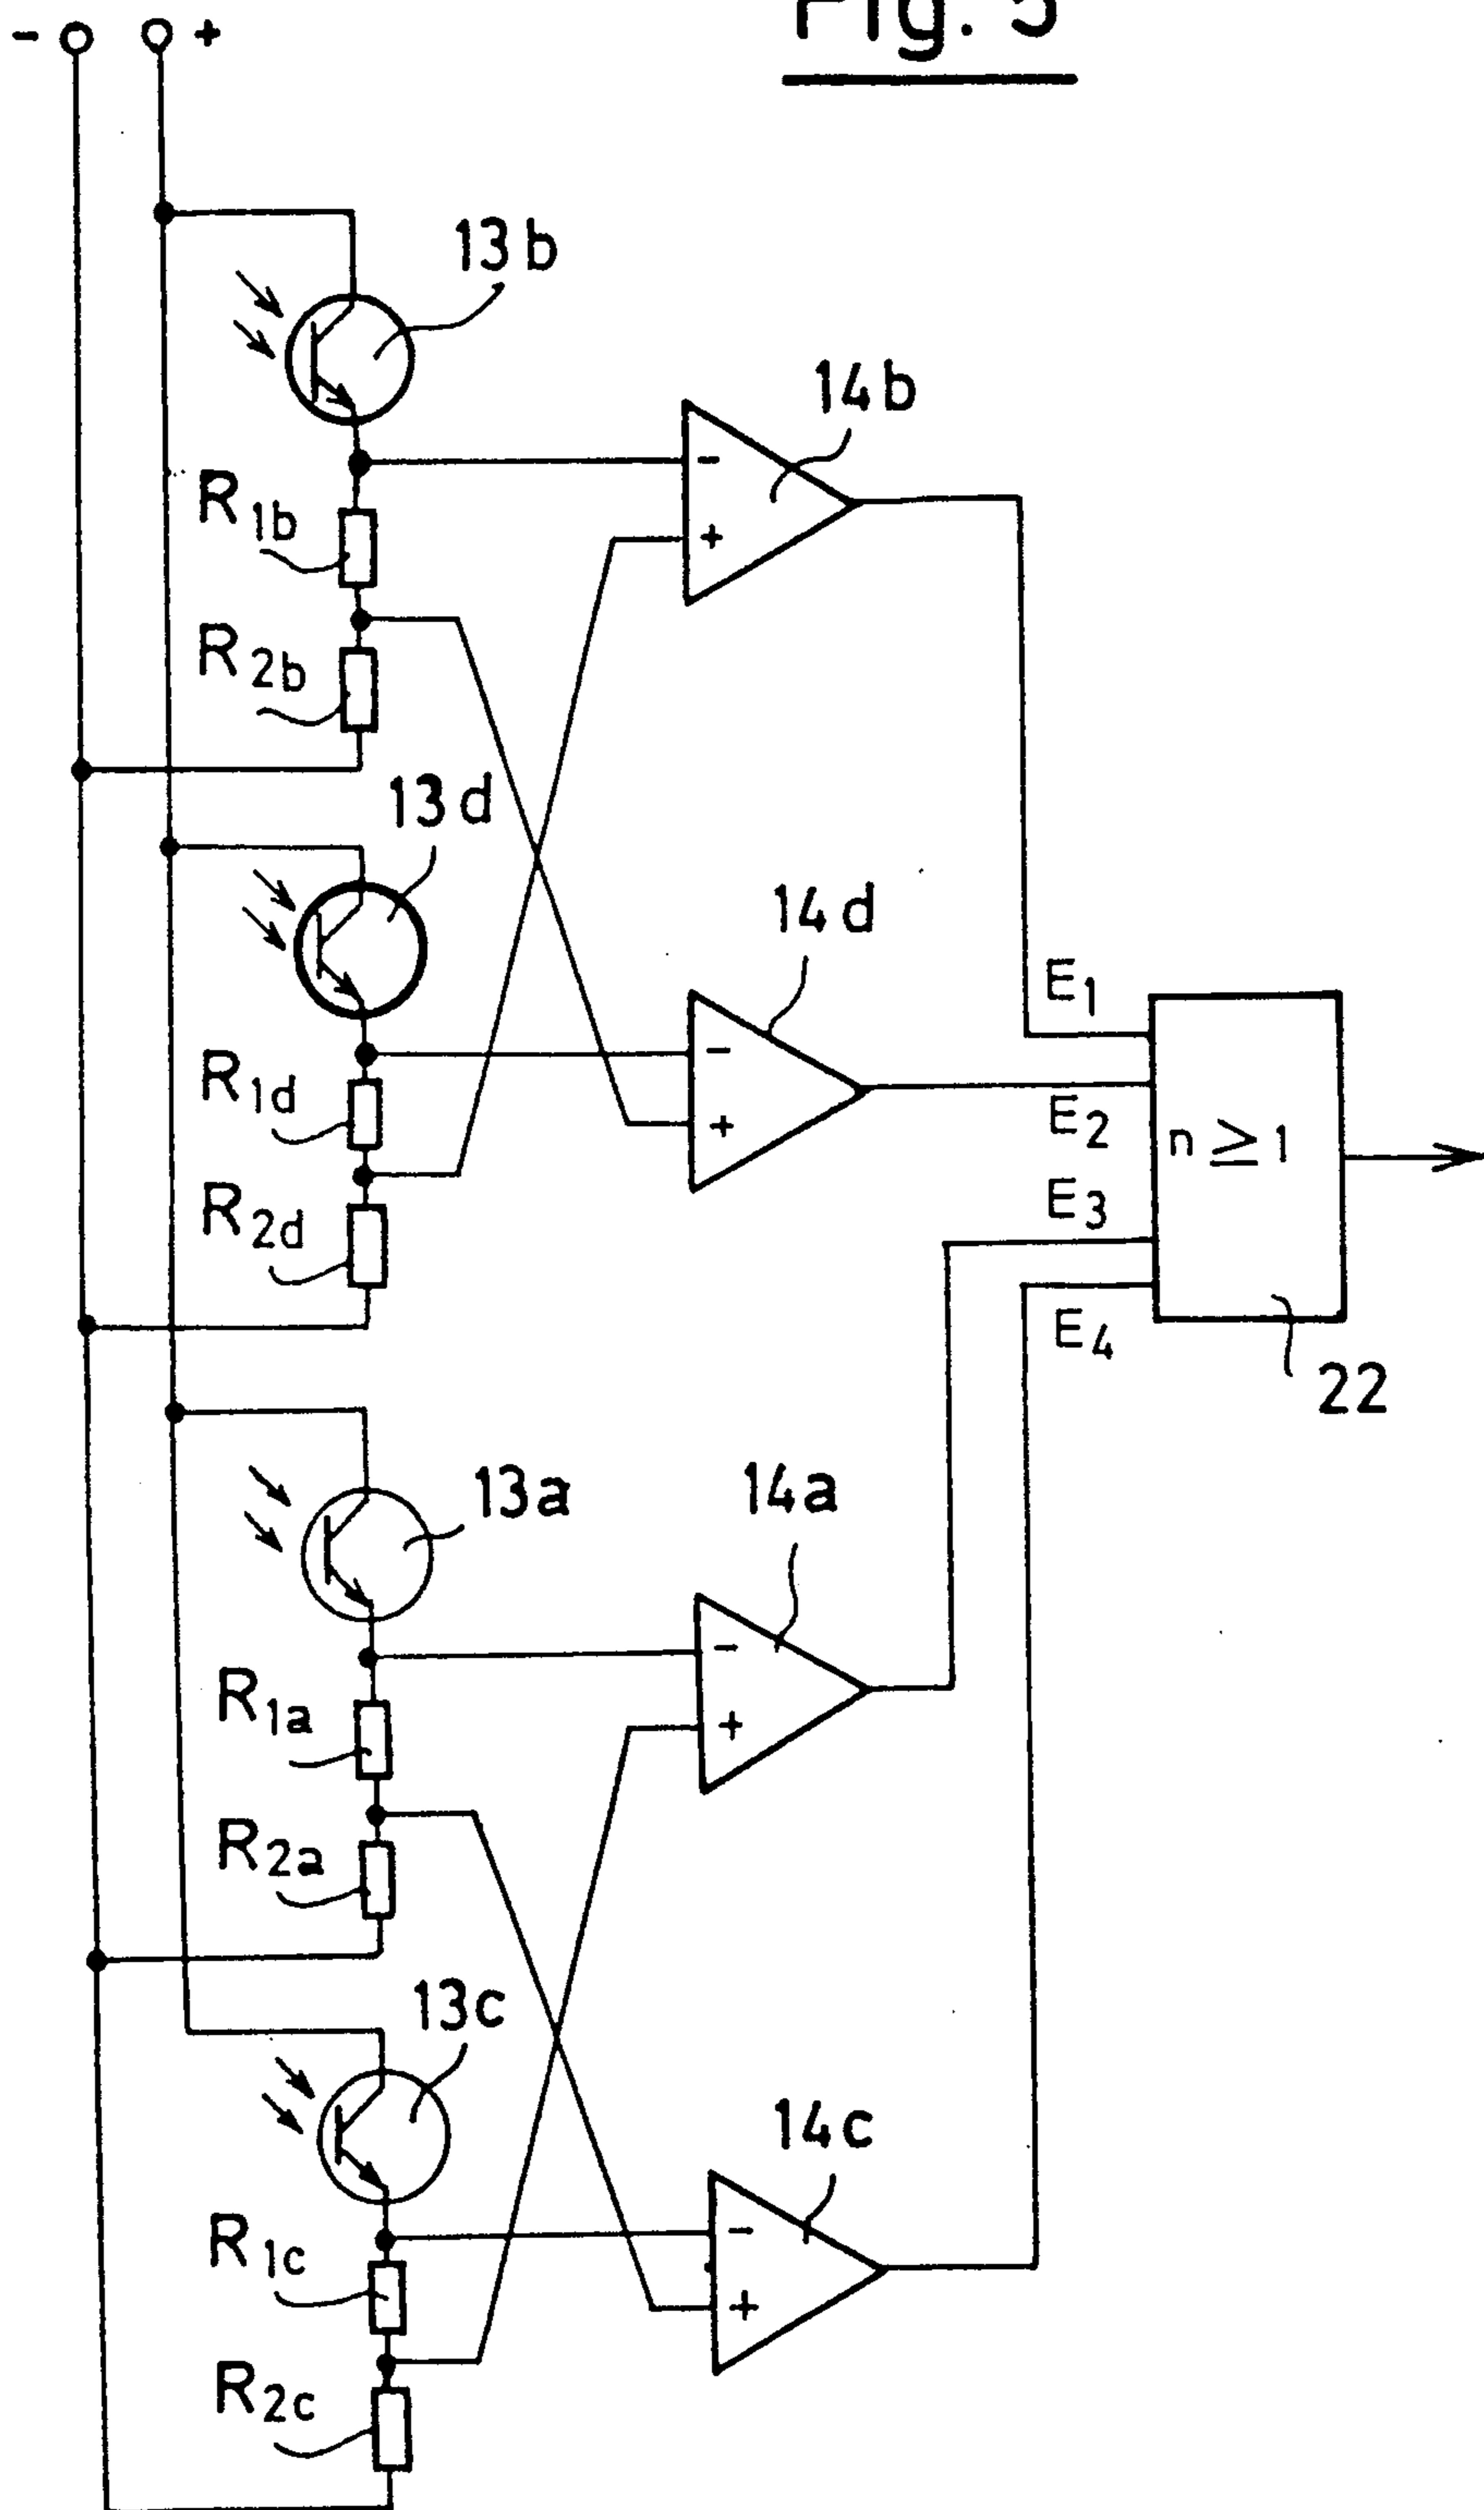 - +
Fig. 5
13b
14b
-
+
R1b
R2b
13d
14d
-
+
R1d
R2d
E1
E2
E3
E4
n ≥ 1
22
13a
14a
-
+
R1a
R2a
13c
14c
-
+
R1c
R2c